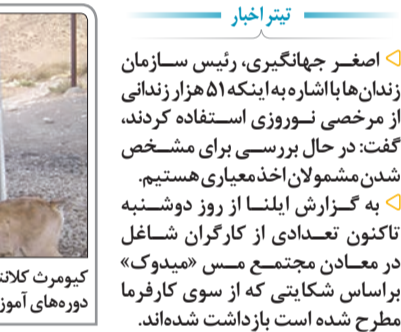 تیتر اخبار
اصغر جهانگیری، رئیس سازمان
زندان‌ها با اشاره به اینکه ۵۱ هزار زندانی
از مرخصی نوروزی استفاده کردند،
گفت: در حال بررسی برای مشخص
شدن مشمولان اخذ معیاری هستیم.
به گزارش ایلنا از روز دوشنبه
تاکنون تعدادی از کارگران شاغل
در معادن مجتمع مس «میدوک»
براساس شکایتی که از سوی کارفرما
مطرح شده است بازداشت شده‌اند.
کیومرث
دوره‌های